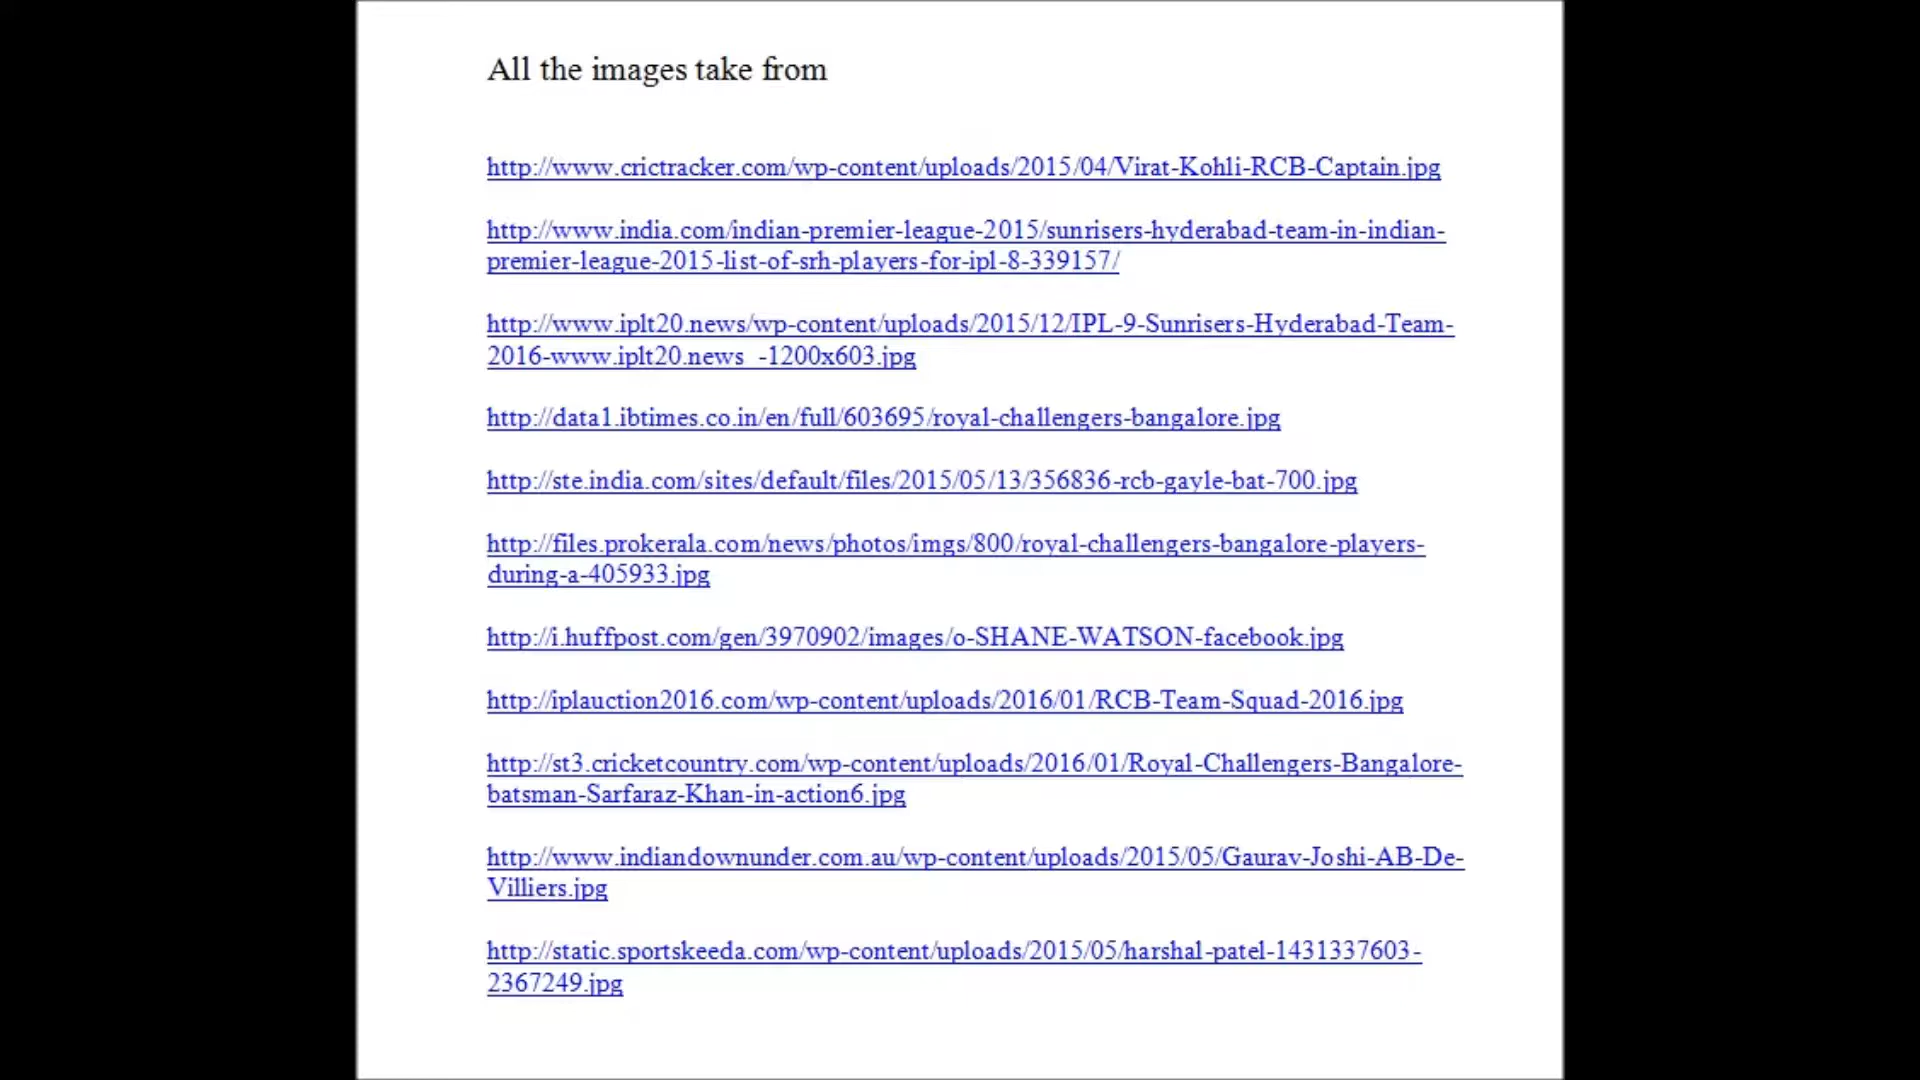 All the images take from
http://www.crictracker.com/wp-content/uploads/2015/04/Virat-Kohli-RCB-Captain.jpg
http://www.india.com/indian-premier-league-2015/sunrisers-hyderabad-team-in-indian-
premier-league-2015-list-of-srh-players-for-ipl-8-339157/
http://www.iplt20.news/wp-content/uploads/2015/12/IPL-9-Sunrisers-Hyderabad-Team-
2016-www.iplt20.news_-1200x603.jpg
http://data1.ibtimes.co.in/en/full/603695/royal-challengers-bangalore.jpg
http://ste.india.com/sites/default/files/2015/05/13/356836-rcb-gayle-bat-700.jpg
http://files.prokerala.com/news/photos/imgs/800/royal-challengers-bangalore-players-
during-a-405933.jpg
http://i.huffpost.com/gen/3970902/images/o-SHANE-WATSON-facebook.jpg
http://iplauction2016.com/wp-content/uploads/2016/01/RCB-Team-Squad-2016.jpg
http://st3.cricketcountry.com/wp-content/uploads/2016/01/Royal-Challengers-Bangalore-
batsman-Sarfaraz-Khan-in-action6.jpg
http://www.indiandownunder.com.au/wp-content/uploads/2015/05/Gaurav-Joshi-AB-De-
Villiers.jpg
http://static.sportskeeda.com/wp-content/uploads/2015/05/harshal-patel-1431337603-
2367249.jpg